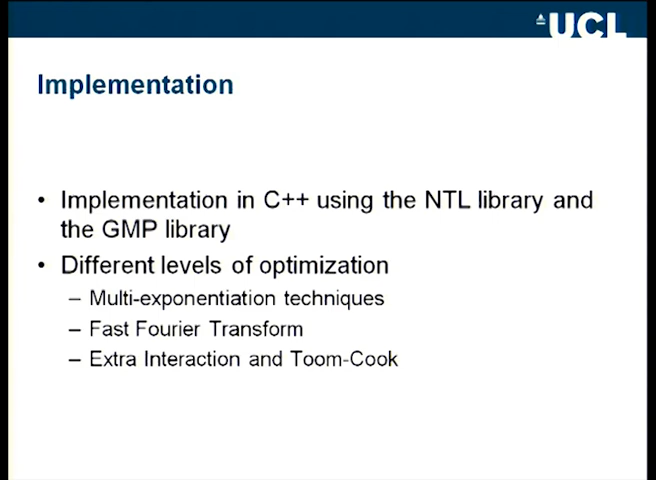 UCL
Implementation
• Implementation in C++ using the NTL library and
the GMP library
• Different levels of optimization
– Multi-exponentiation techniques
– Fast Fourier Transform
– Extra Interaction and Toom-Cook